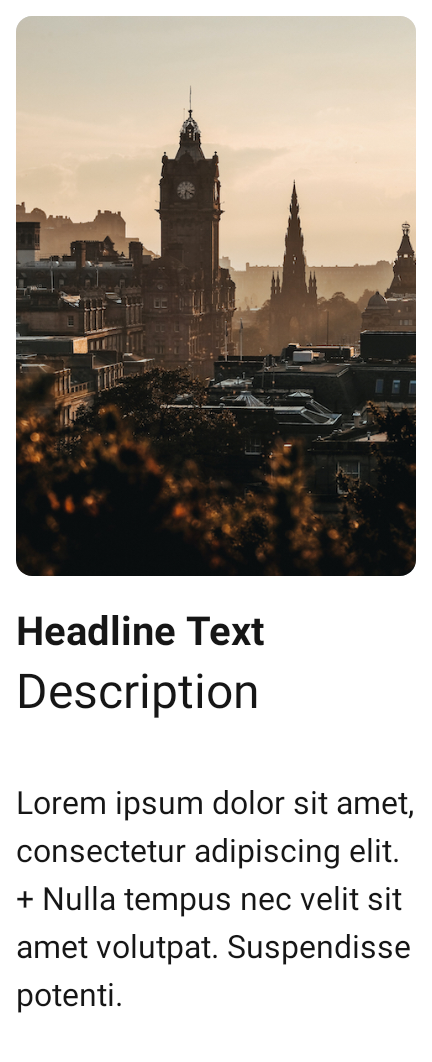 Headline Text
Description
Lorem ipsum dolor sit amet,
consectetur adipiscing elit.
+ Nulla tempus nec velit sit
amet volutpat. Suspendisse
potenti.